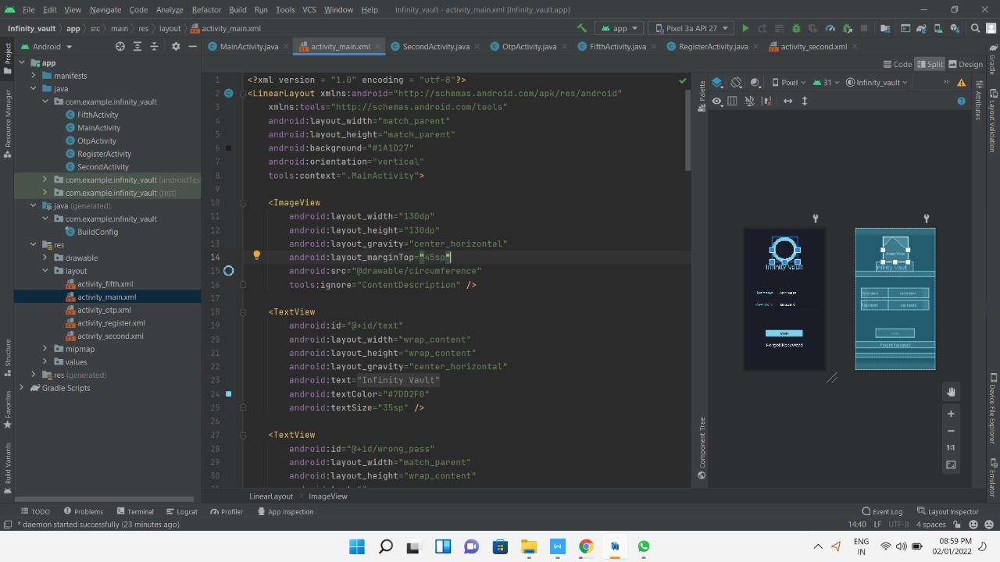 File Edit View Navigate Code Analyze Refactor Build Run Tools VCS Window Help Infinity_vault - activity_main.xml [Infinity_vault.app]
Infinity_vault app src main res layout activity_main.xml app Pixel 3a API 27
Project
Resource Manager
Structure
Favorites
Build Variants
Android
MainActivity.java activity_main.xml SecondActivity.java OtpActivity.java FifthActivity.java RegisterActivity.java activity_second.xml
Code Split Design
app
manifests
java
com.example.infinity_vault
FifthActivity
MainActivity
OtpActivity
RegisterActivity
SecondActivity
com.example.infinity_vault (androidTes
com.example.infinity_vault (test)
java (generated)
com.example.infinity_vault
BuildConfig
res
drawable
layout
activity_fifth.xml
activity_main.xml
activity_otp.xml
activity_register.xml
activity_second.xml
mipmap
values
res (generated)
Gradle Scripts
1 <?xml version = "1.0" encoding = "utf-8"?>
2 <LinearLayout xmlns:android="http://schemas.android.com/apk/res/android"
3 xmlns:tools="http://schemas.android.com/tools"
4 android:layout_width="match_parent"
5 android:layout_height="match_parent"
6 android:background="#1A1D27"
7 android:orientation="vertical"
8 tools:context=".MainActivity">
9
10 <ImageView
11 android:layout_width="130dp"
12 android:layout_height="130dp"
13 android:layout_gravity="center_horizontal"
14 android:layout_marginTop="45sp"
15 android:src="@drawable/circumference"
16 tools:ignore="ContentDescription" />
17
18 <TextView
19 android:id="@+id/text"
20 android:layout_width="wrap_content"
21 android:layout_height="wrap_content"
22 android:layout_gravity="center_horizontal"
23 android:text="Infinity Vault"
24 android:textColor="#7DD2F0"
25 android:textSize="35sp" />
26
27 <TextView
28 android:id="@+id/wrong_pass"
29 android:layout_width="match_parent"
30 android:layout_height="wrap_content"
LinearLayout ImageView
Palette
Component Tree
Pixel 31 Infinity_vault
Infinity Vault
Username Username
Password
Forgot Password
ImageView
Infinity Vault
Forgot Password
1:1
Attributes
Gradle
Layout Validation
Device File Explorer
Emulator
TODO Problems Terminal Logcat Profiler App Inspection Event Log Layout Inspector
* daemon started successfully (23 minutes ago) 14:40 LF UTF-8 4 spaces
ENG
IN
08:59 PM
02/01/2022